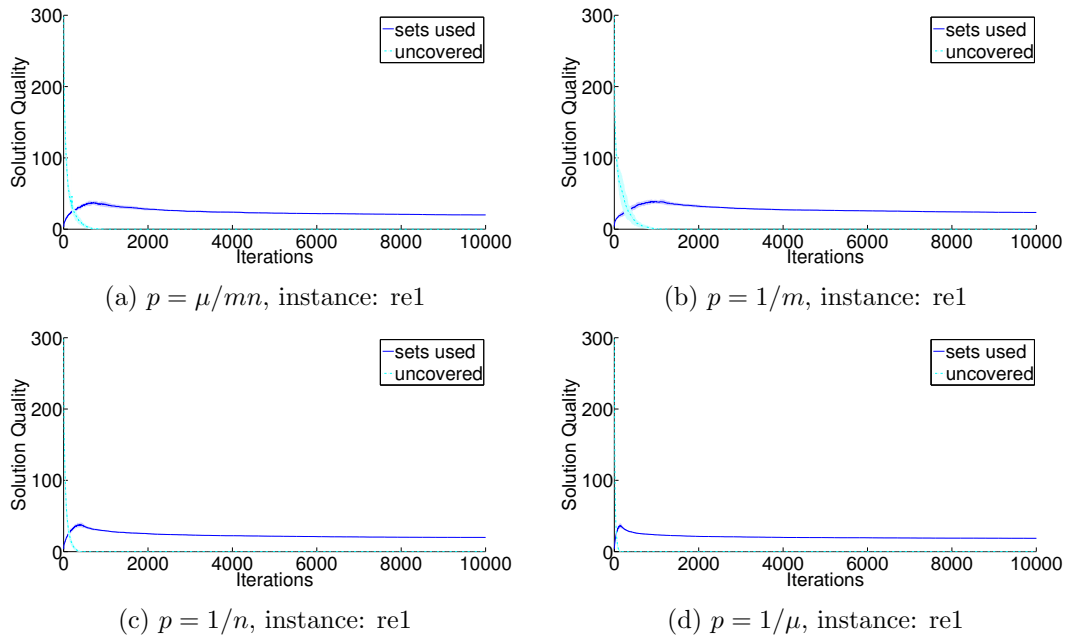 300
200
100
0
Solution Quality
sets used
uncovered
0 2000 4000 6000 8000 10000
Iterations
(a) p = μ/mn, instance: re1
300
200
100
0
Solution Quality
sets used
uncovered
0 2000 4000 6000 8000 10000
Iterations
(b) p = 1/m, instance: re1
300
200
100
0
Solution Quality
sets used
uncovered
0 2000 4000 6000 8000 10000
Iterations
(c) p = 1/n, instance: re1
300
200
100
0
Solution Quality
sets used
uncovered
0 2000 4000 6000 8000 10000
Iterations
(d) p = 1/μ, instance: re1